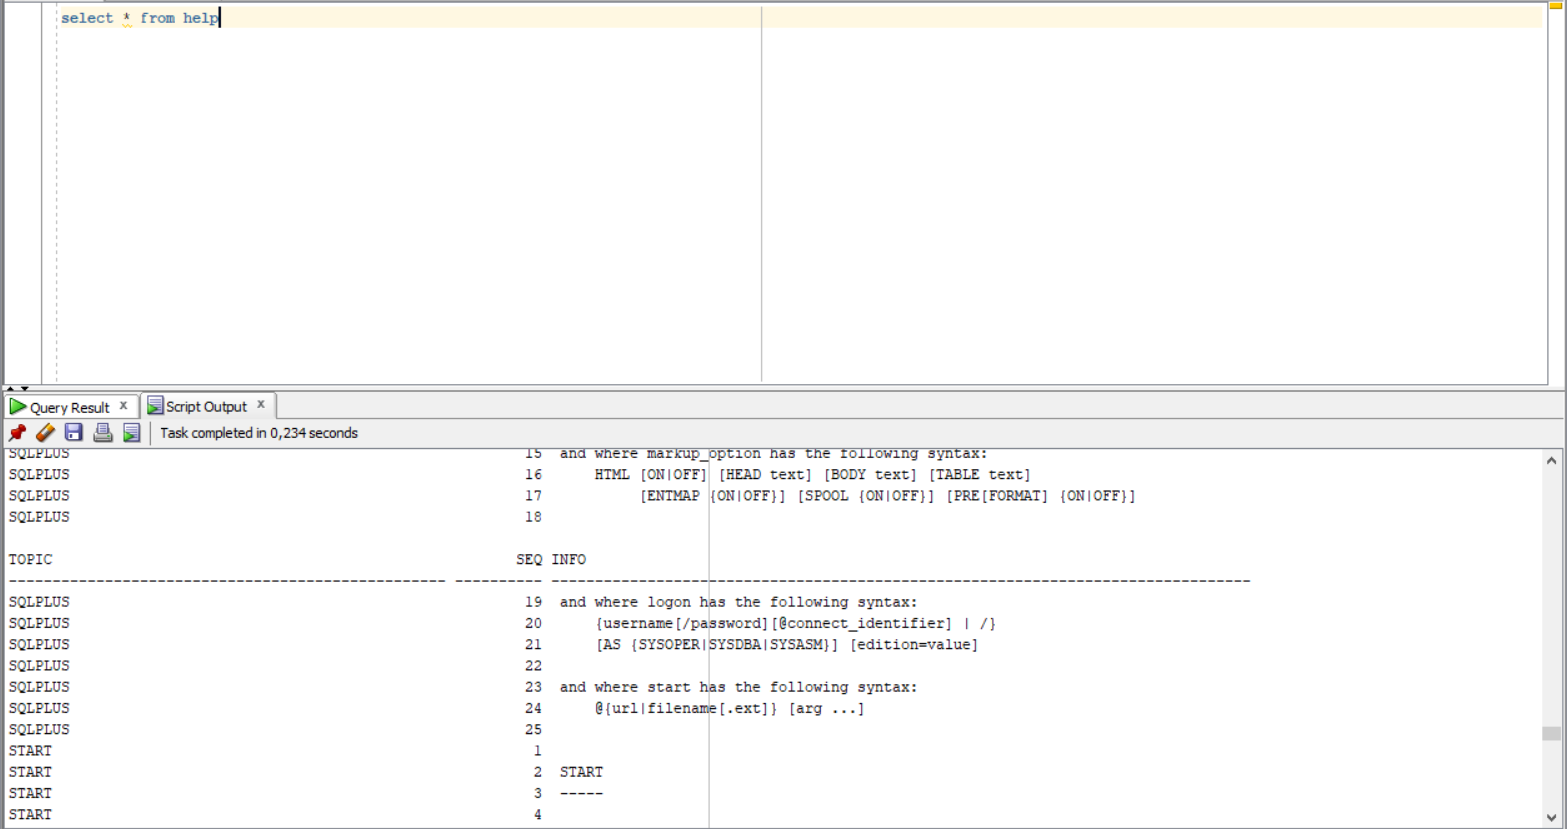 select * from help
Query Result x Script Output x
Task completed in 0,234 seconds
SQLPLUS 15 and where markup_option has the following syntax:
SQLPLUS 16 HTML [ON|OFF] [HEAD text] [BODY text] [TABLE text]
SQLPLUS 17 [ENTMAP {ON|OFF}] [SPOOL {ON|OFF}] [PRE[FORMAT] {ON|OFF}]
SQLPLUS 18
TOPIC SEQ INFO
-------------------------------------------------- ---------- --------------------------------------------------------------------------------
SQLPLUS 19 and where logon has the following syntax:
SQLPLUS 20 {username[/password][@connect_identifier] | /}
SQLPLUS 21 [AS {SYSOPER|SYSDBA|SYSASM}] [edition=value]
SQLPLUS 22
SQLPLUS 23 and where start has the following syntax:
SQLPLUS 24 @{url|filename[.ext]} [arg ...]
SQLPLUS 25
START 1
START 2 START
START 3 -----
START 4